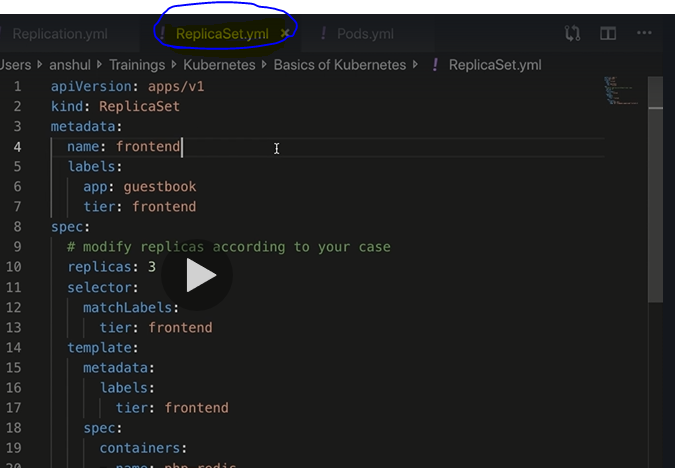 Replication.yml ! ReplicaSet.yml × ! Pods.yml ...
Users > anshul > Trainings > Kubernetes > Basics of Kubernetes > ! ReplicaSet.yml
1 apiVersion: apps/v1
2 kind: ReplicaSet
3 metadata:
4 name: frontend
5 labels:
6 app: guestbook
7 tier: frontend
8 spec:
9 # modify replicas according to your case
10 replicas: 3
11 selector:
12 matchLabels:
13 tier: frontend
14 template:
15 metadata:
16 labels:
17 tier: frontend
18 spec:
19 containers:
20 name: php-redis